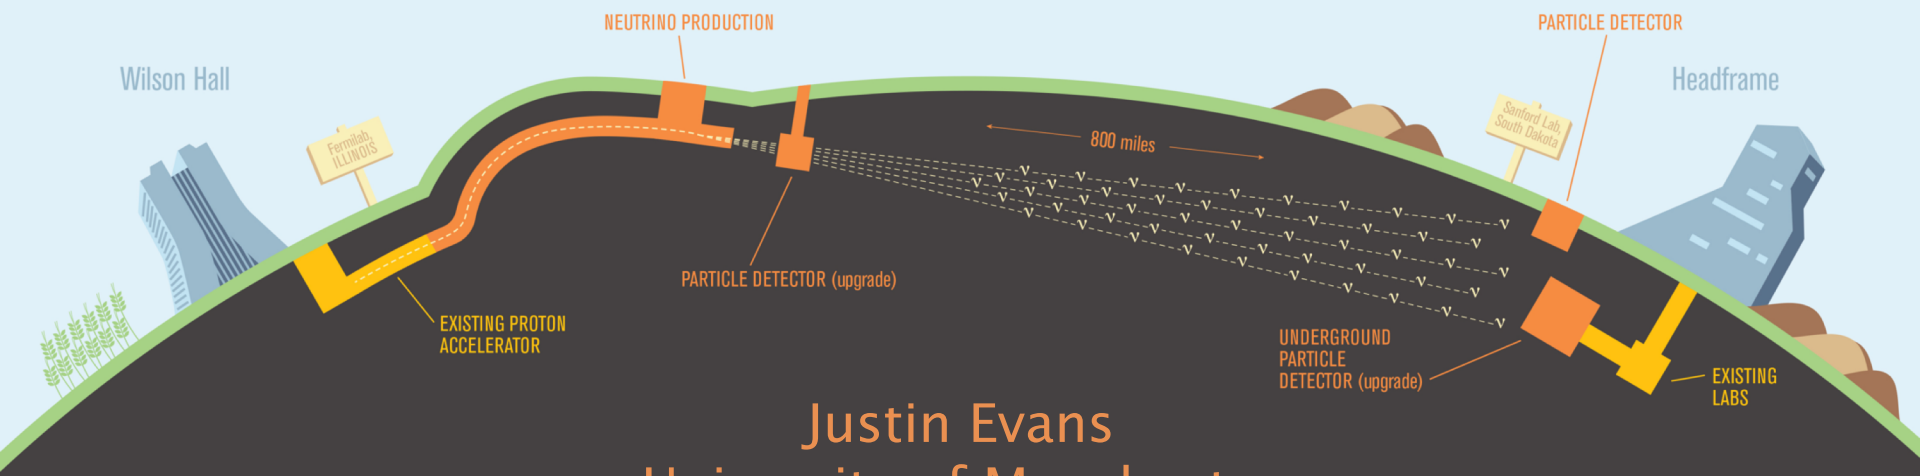 NEUTRINO PRODUCTION
PARTICLE DETECTOR
Wilson Hall
Headframe
Fermilab,
ILLINOIS
Sanford Lab,
South Dakota
800 miles
ν ν ν ν ν ν ν ν ν ν
ν ν ν ν ν ν ν ν ν ν
ν ν ν ν ν ν ν ν ν ν
ν ν ν ν ν ν ν ν ν
ν ν ν ν ν ν ν ν ν ν
PARTICLE DETECTOR (upgrade)
EXISTING PROTON
ACCELERATOR
UNDERGROUND
PARTICLE
DETECTOR (upgrade)
EXISTING
LABS
Justin Evans